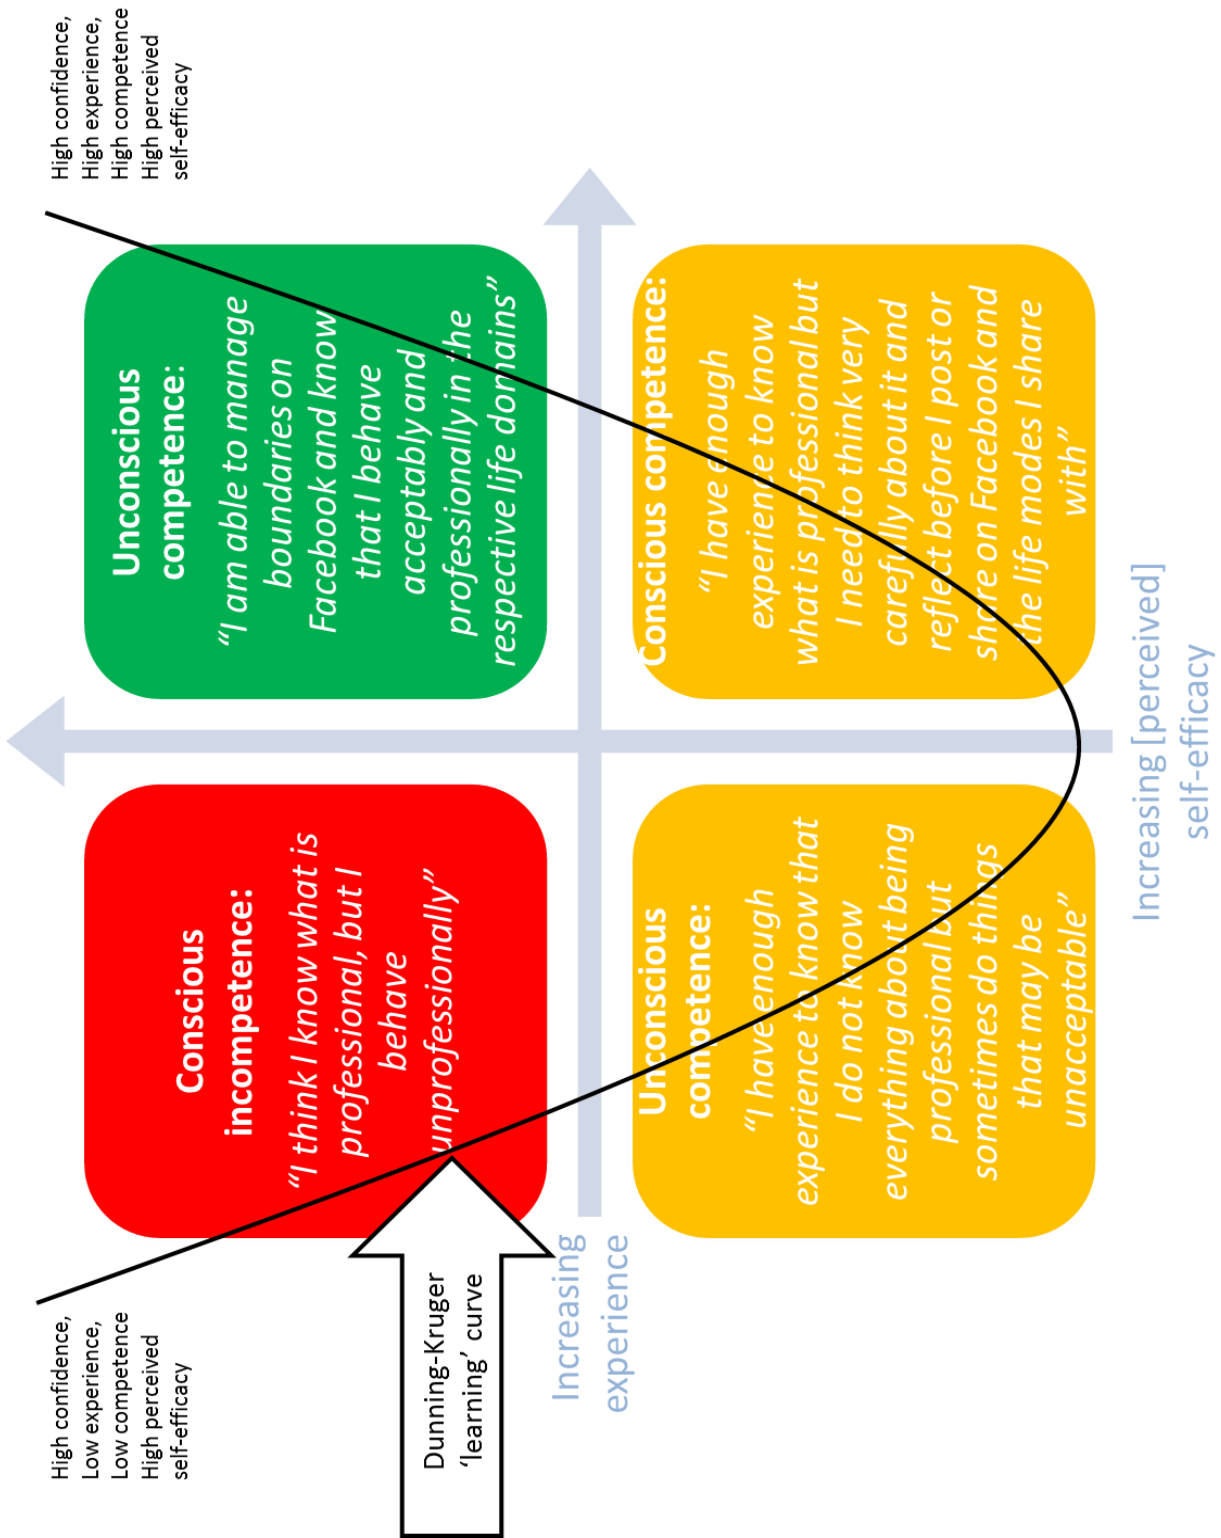 High confidence,
Low experience,
Low competence
High perceived
self-efficacy
High confidence,
High experience,
High competence
High perceived
self-efficacy
Conscious
incompetence:
“I think I know what is
professional, but I
behave
unprofessionally”
Unconscious
competence:
“I am able to manage
boundaries on
Facebook and know
that I behave
acceptably and
professionally in the
respective life domains”
Dunning-Kruger
‘learning’ curve
Increasing
experience
Unconscious
competence:
“I have enough
experience to know that
I do not know
everything about being
professional but
sometimes do things
that may be
unacceptable”
Conscious competence:
“I have enough
experience to know
what is professional but
I need to think very
carefully about it and
reflect before I post or
share on Facebook and
the life modes I share
with”
Increasing [perceived]
self-efficacy